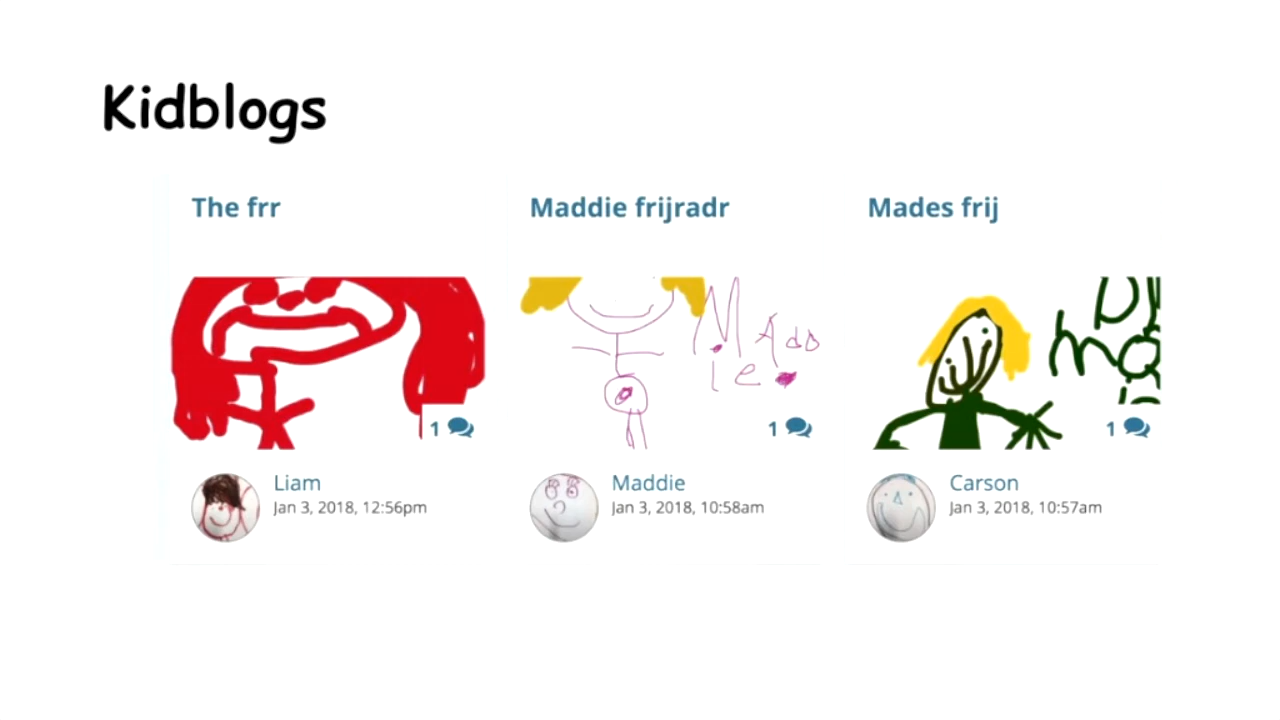 Kidblogs
The frr
Maddie frijradr
Mades frij
MAdd
ie.
ma
1
1
1
Liam
Jan 3, 2018, 12:56pm
Maddie
Jan 3, 2018, 10:58am
Carson
Jan 3, 2018, 10:57am